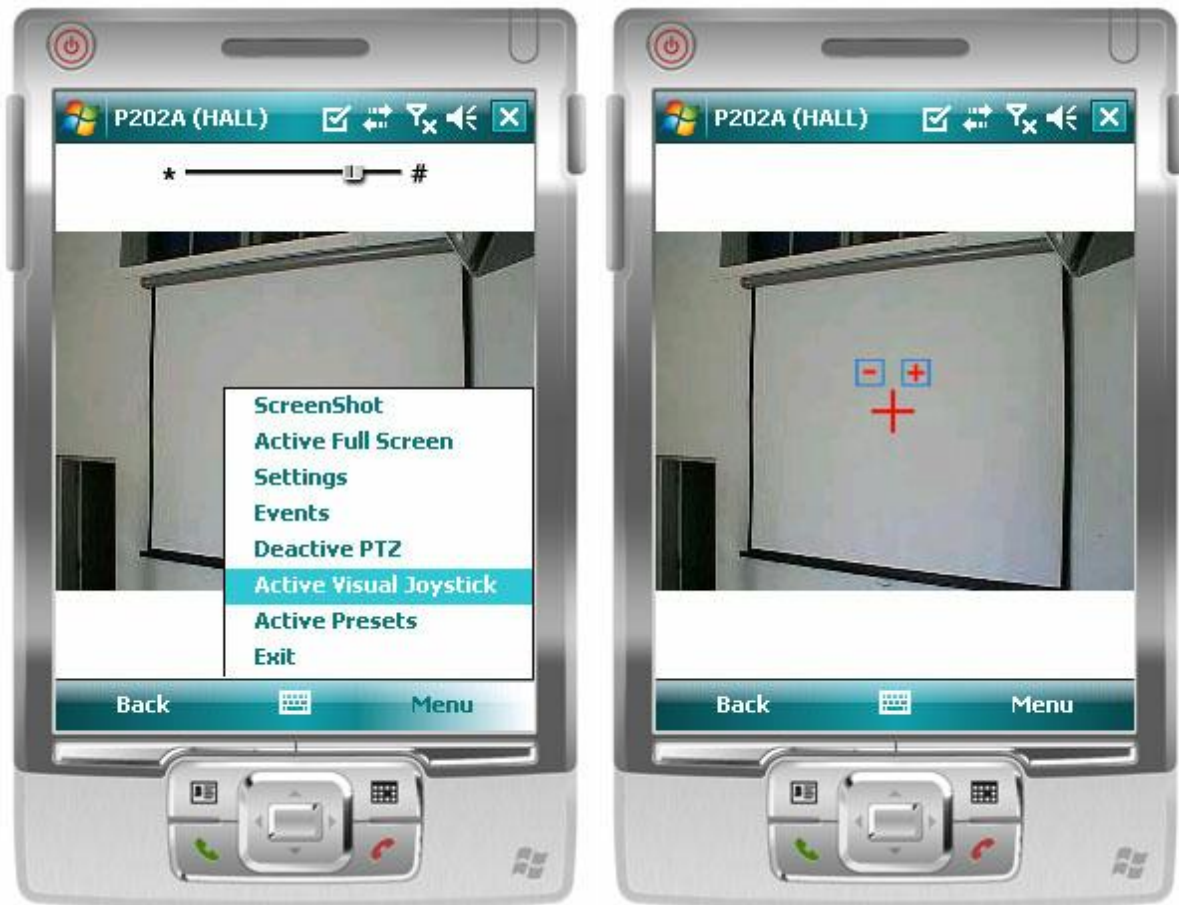 P202A (HALL)
* #
ScreenShot
Active Full Screen
Settings
Events
Deactive PTZ
Active Visual Joystick
Active Presets
Exit
Back Menu
P202A (HALL)
- +
Back Menu